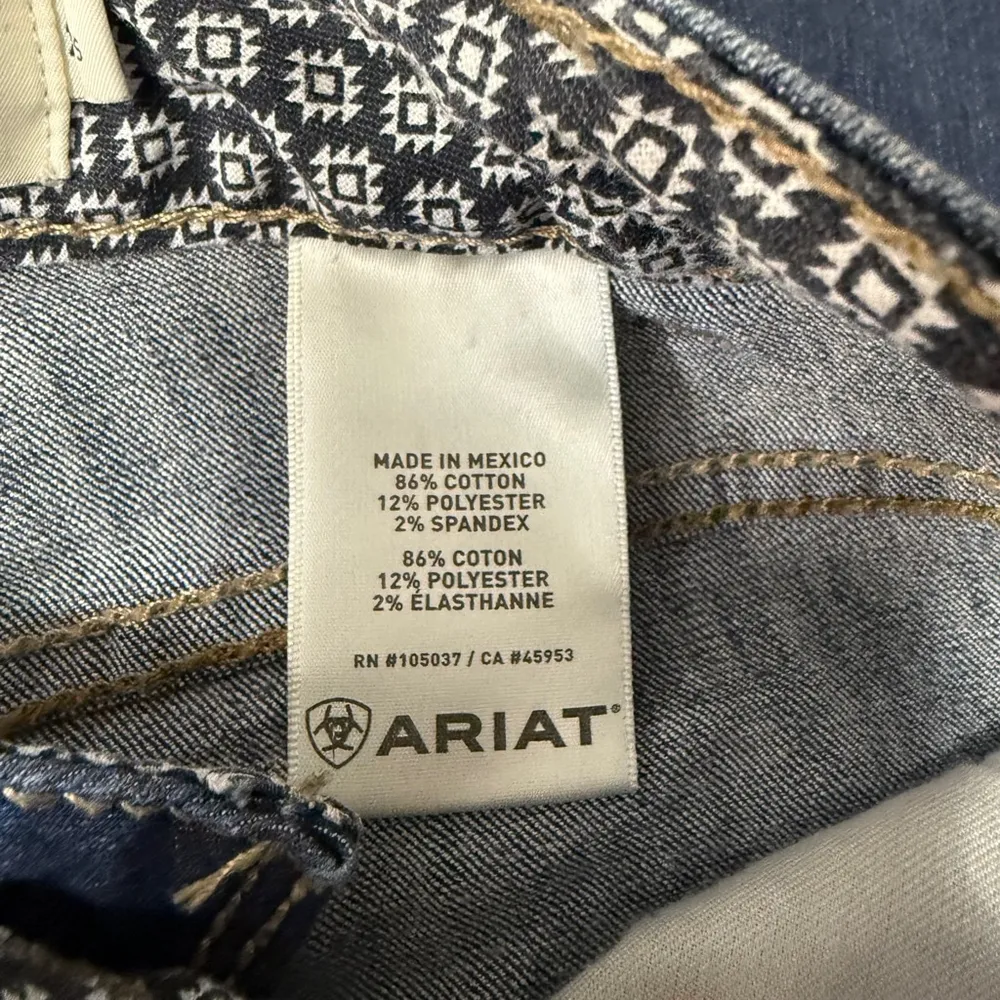 MADE IN MEXICO
86% COTTON
12% POLYESTER
2% SPANDEX
86% COTON
12% POLYESTER
2% ÉLASTHANNE
RN #105037 / CA #45953
ARIAT®